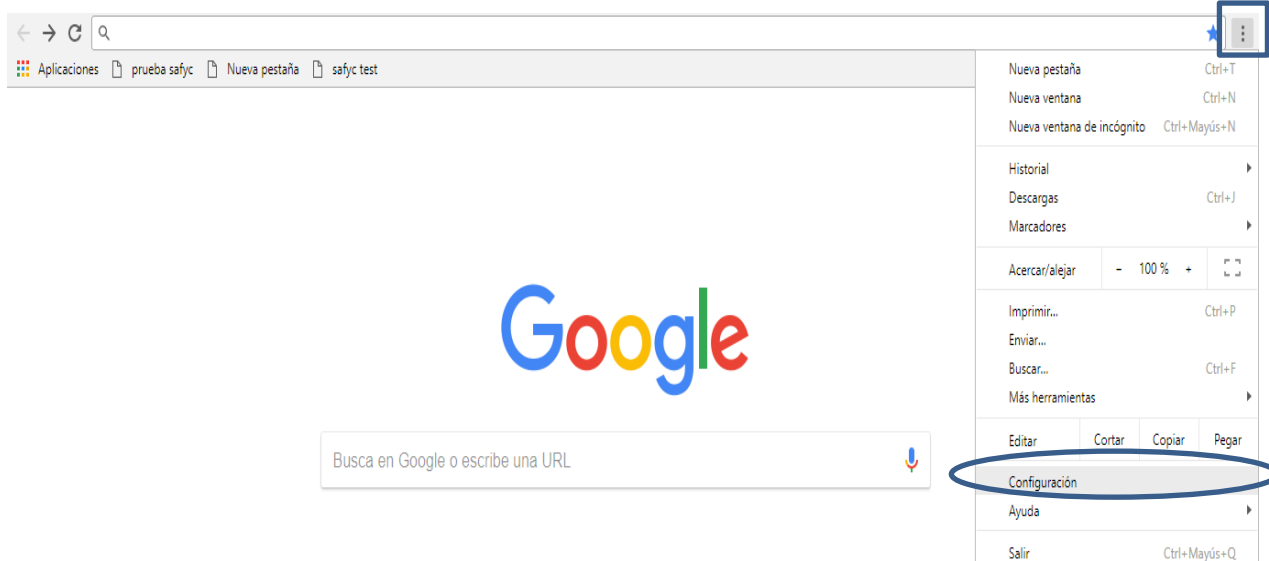 Aplicaciones prueba safyc Nueva pestaña safyc test
Nueva pestaña Ctrl+T
Nueva ventana Ctrl+N
Nueva ventana de incógnito Ctrl+Mayús+N
Historial
Descargas Ctrl+J
Marcadores
Acercar/alejar - 100 % +
Imprimir... Ctrl+P
Enviar...
Buscar... Ctrl+F
Más herramientas
Editar Cortar Copiar Pegar
Configuración
Ayuda
Salir Ctrl+Mayús+Q
Google
Busca en Google o escribe una URL